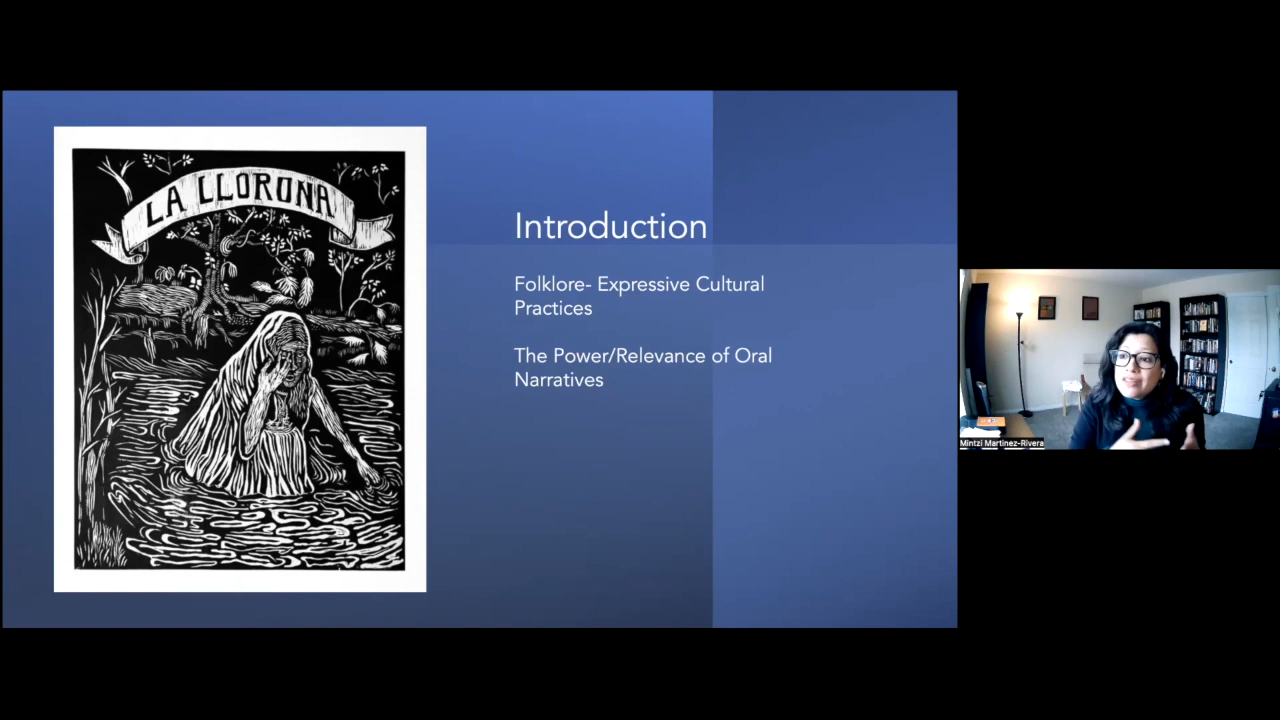 LA LLORONA
Introduction
Folklore- Expressive Cultural
Practices
The Power/Relevance of Oral
Narratives
Mintzi Martinez-Rivera